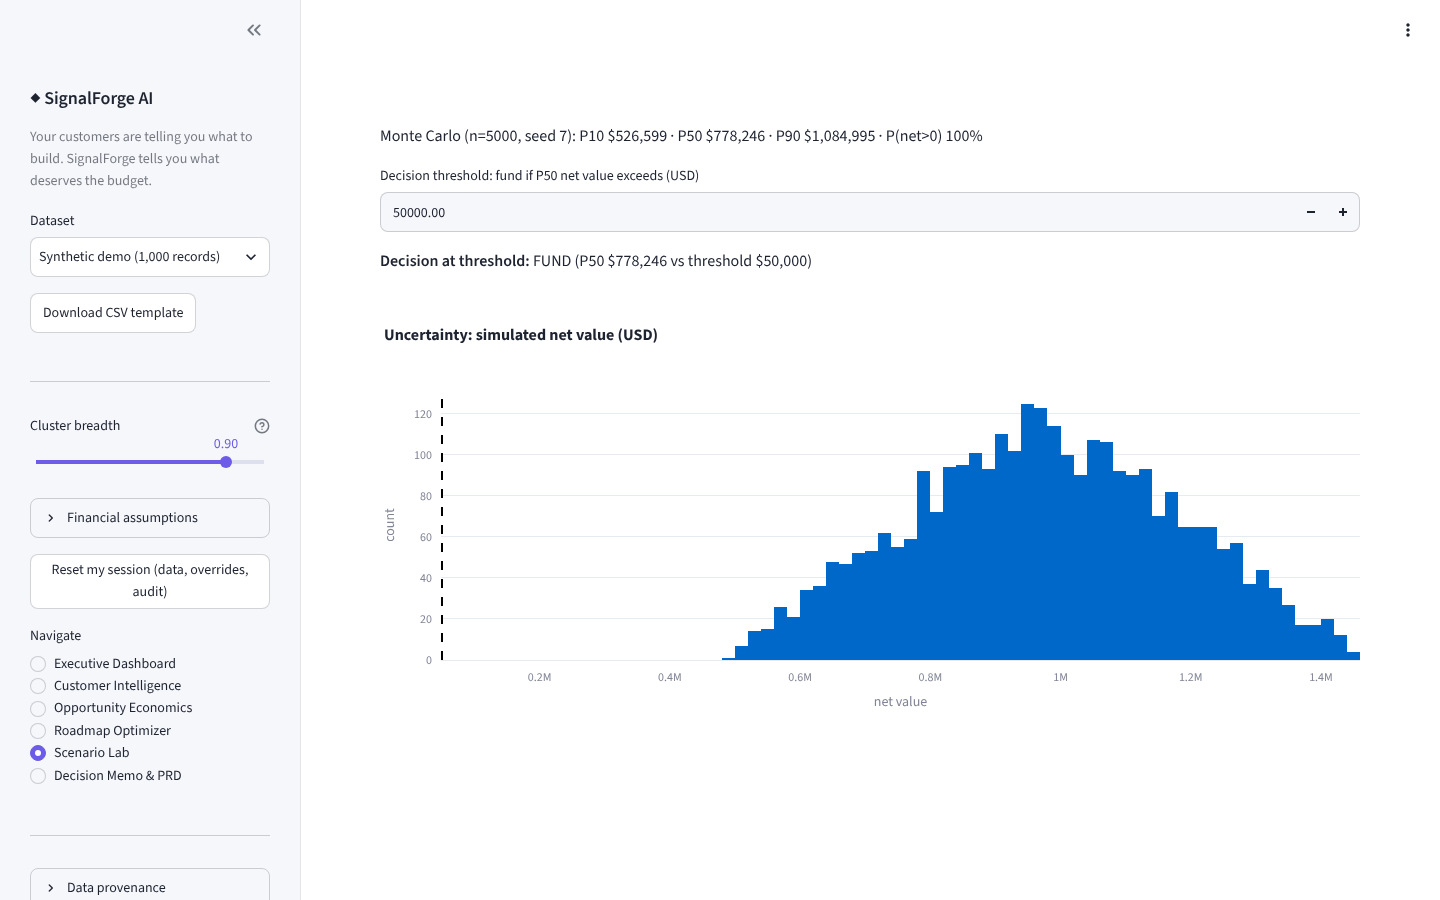 ◆ SignalForge AI
Your customers are telling you what to
build. SignalForge tells you what
deserves the budget.
Dataset
Synthetic demo (1,000 records)
Download CSV template
Cluster breadth
0.90
Financial assumptions
Reset my session (data, overrides,
audit)
Navigate
Executive Dashboard
Customer Intelligence
Opportunity Economics
Roadmap Optimizer
Scenario Lab
Decision Memo & PRD
Data provenance
Monte Carlo (n=5000, seed 7): P10 $526,599 · P50 $778,246 · P90 $1,084,995 · P(net>0) 100%
Decision threshold: fund if P50 net value exceeds (USD)
50000.00
Decision at threshold: FUND (P50 $778,246 vs threshold $50,000)
Uncertainty: simulated net value (USD)
120
100
80
60
40
20
0
count
0.2M 0.4M 0.6M 0.8M 1M 1.2M 1.4M
net value